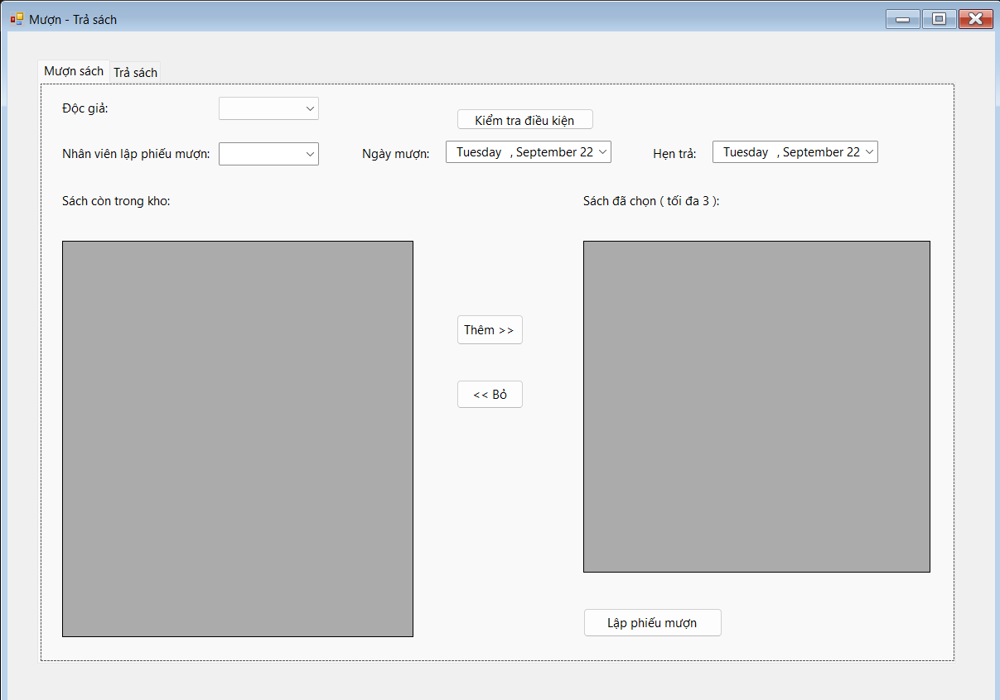 Mượn - Trả sách
Mượn sách
Trả sách
Độc giả:
Kiểm tra điều kiện
Nhân viên lập phiếu mượn:
Ngày mượn:
Tuesday , September 22
Hẹn trả:
Tuesday , September 22
Sách còn trong kho:
Sách đã chọn ( tối đa 3 ):
Thêm >>
<< Bỏ
Lập phiếu mượn